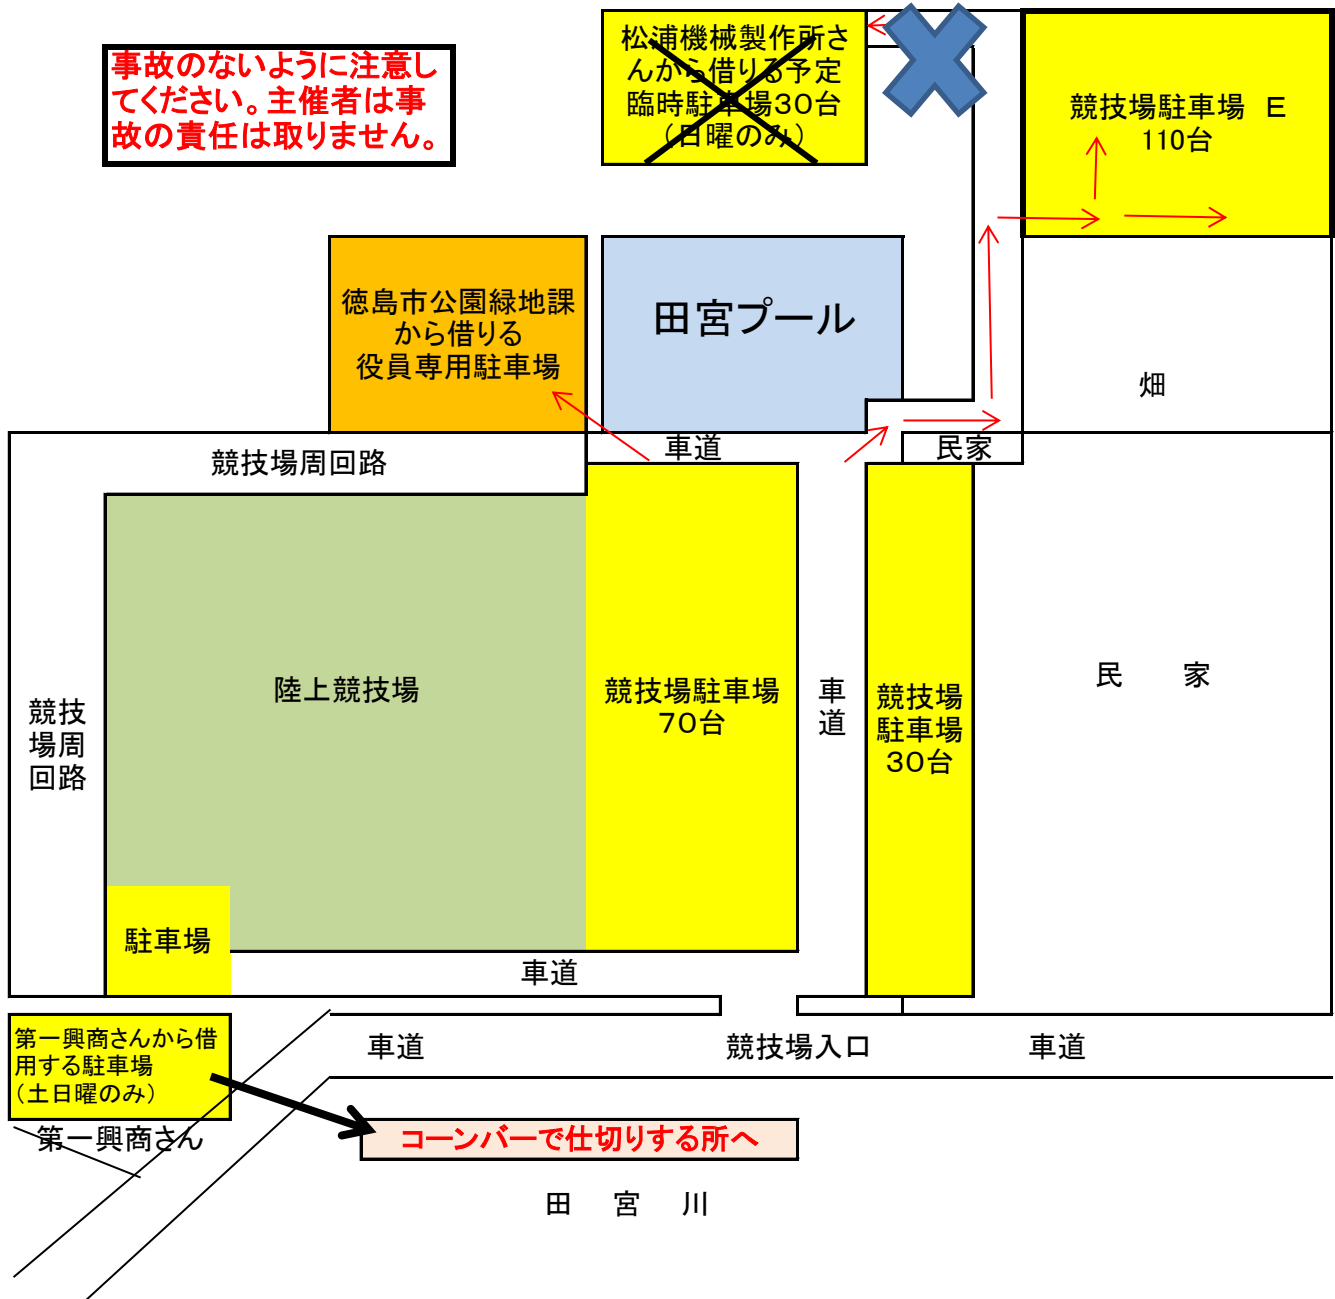 事故のないように注意し
てください。主催者は事
故の責任は取りません。
松浦機械製作所さ
んから借りる予定
臨時駐車場30台
（日曜のみ）
競技場駐車場　E
110台
徳島市公園緑地課
から借りる
役員専用駐車場
田宮プール
畑
競技場周回路
車道
民家
陸上競技場
競技場駐車場
70台
車
道
競技場
駐車場
30台
民　　家
競技
場周
回路
駐車場
車道
第一興商さんから借
用する駐車場
（土日曜のみ）
車道
競技場入口
車道
第一興商さん
コーンバーで仕切りする所へ
田　宮　川